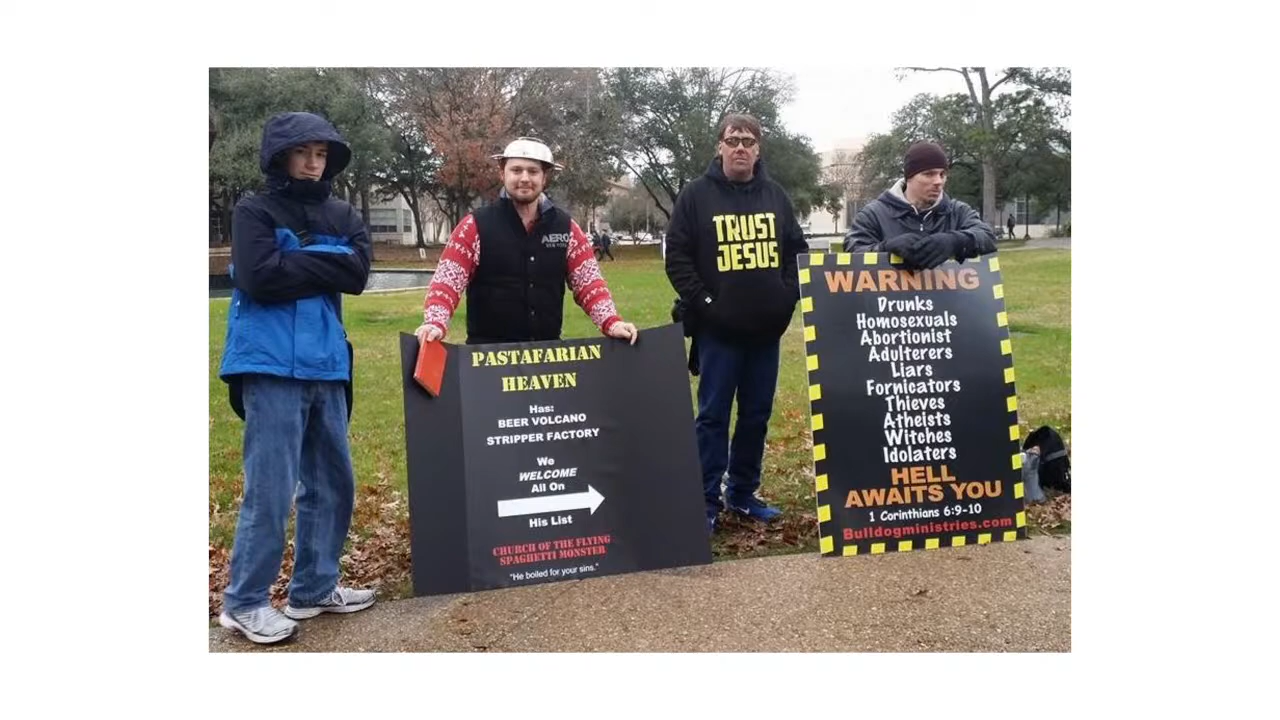 AERO
PASTAFARIAN
HEAVEN
Has:
BEER VOLCANO
STRIPPER FACTORY
We
WELCOME
All On
His List
CHURCH OF THE FLYING
SPAGHETTI MONSTER
"He boiled for your sins."
TRUST
JESUS
WARNING
Drunks
Homosexuals
Abortionist
Adulterers
Liars
Fornicators
Thieves
Atheists
Witches
Idolaters
HELL
AWAITS YOU
1 Corinthians 6:9-10
Bulldogministries.com